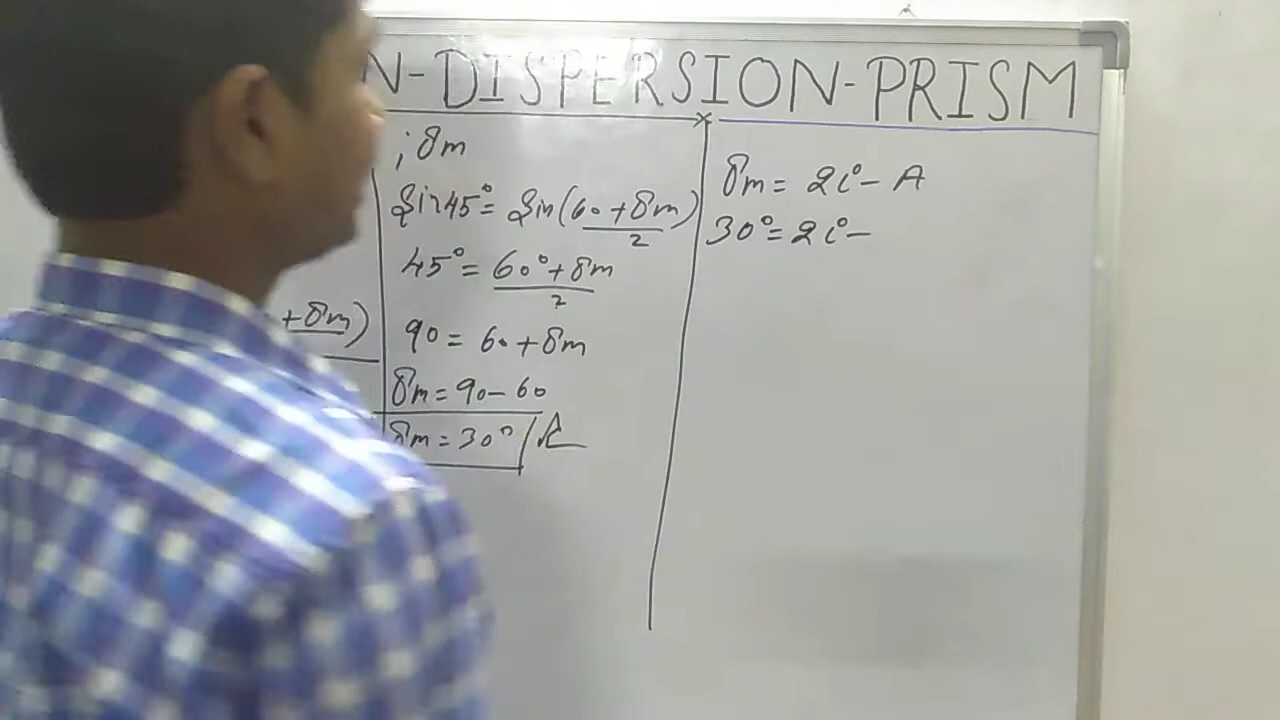 N-DISPERSION-PRISM
+δm)
; δm
Sin45°= Sin(60+δm)/2
45°= 60°+δm/2
90= 60+δm
δm=90-60
δm=30°
δm= 2i°- A
30°=2i°-